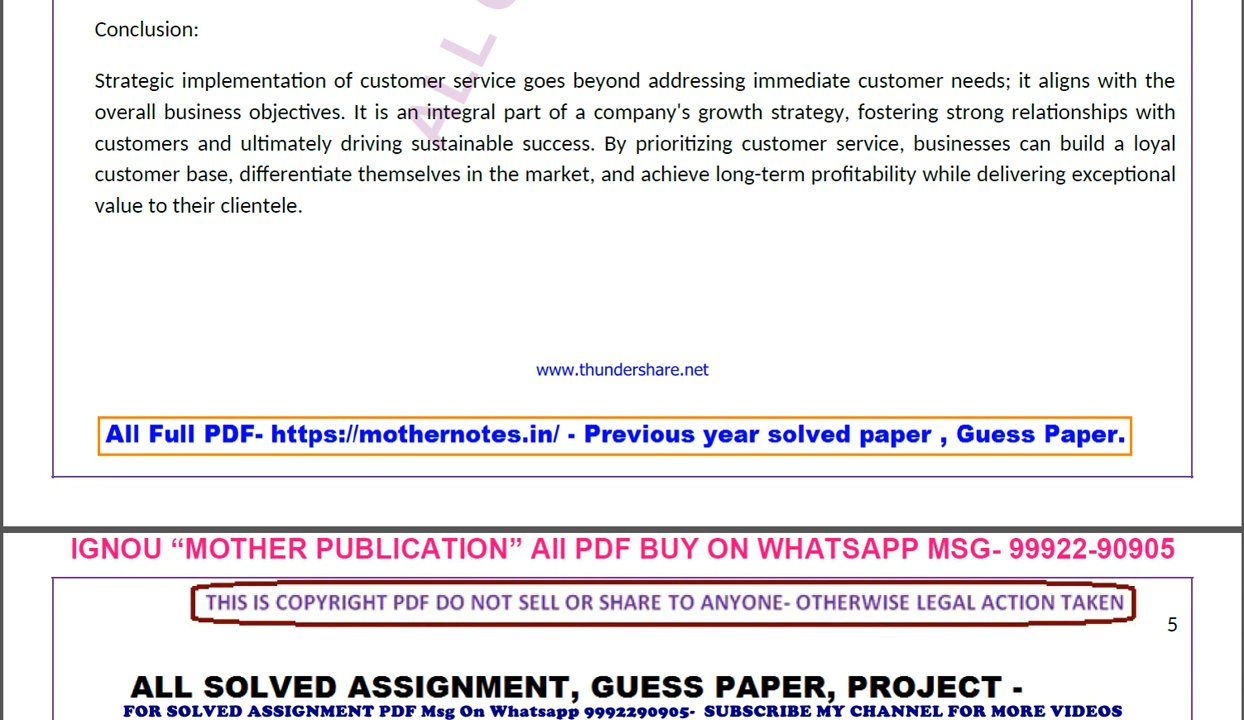 Conclusion:
Strategic implementation of customer service goes beyond addressing immediate customer needs; it aligns with the
overall business objectives. It is an integral part of a company's growth strategy, fostering strong relationships with
customers and ultimately driving sustainable success. By prioritizing customer service, businesses can build a loyal
customer base, differentiate themselves in the market, and achieve long-term profitability while delivering exceptional
value to their clientele.
www.thundershare.net
All Full PDF- https://mothernotes.in/ - Previous year solved paper , Guess Paper.
IGNOU “MOTHER PUBLICATION” All PDF BUY ON WHATSAPP MSG- 99922-90905
THIS IS COPYRIGHT PDF DO NOT SELL OR SHARE TO ANYONE- OTHERWISE LEGAL ACTION TAKEN
5
ALL SOLVED ASSIGNMENT, GUESS PAPER, PROJECT -
FOR SOLVED ASSIGNMENT PDF Msg On Whatsapp 9992290905- SUBSCRIBE MY CHANNEL FOR MORE VIDEOS
ALL